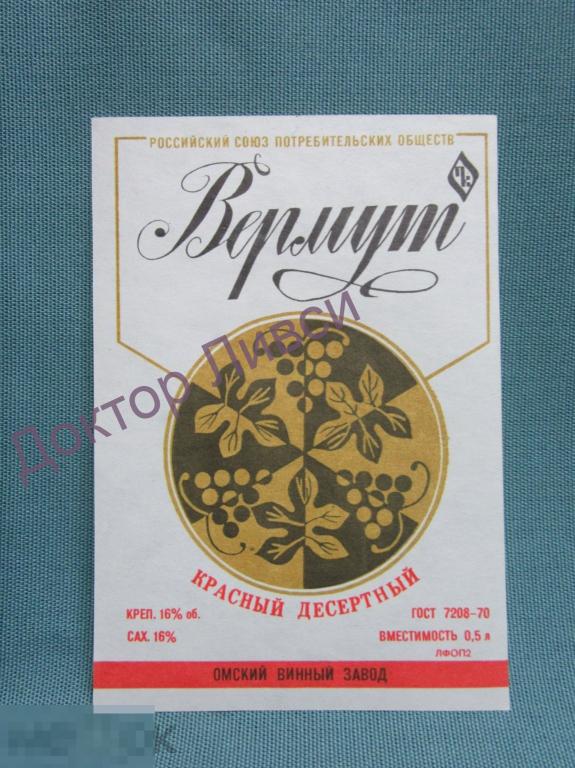 РОССИЙСКИЙ СОЮЗ ПОТРЕБИТЕЛЬСКИХ ОБЩЕСТВ
Вермут
Доктор Ливси
КРАСНЫЙ ДЕСЕРТНЫЙ
КРЕП. 16% об.
САХ. 16%
ГОСТ 7208-70
ВМЕСТИМОСТЬ 0,5 л
ЛФОП2
ОМСКИЙ ВИННЫЙ ЗАВОД